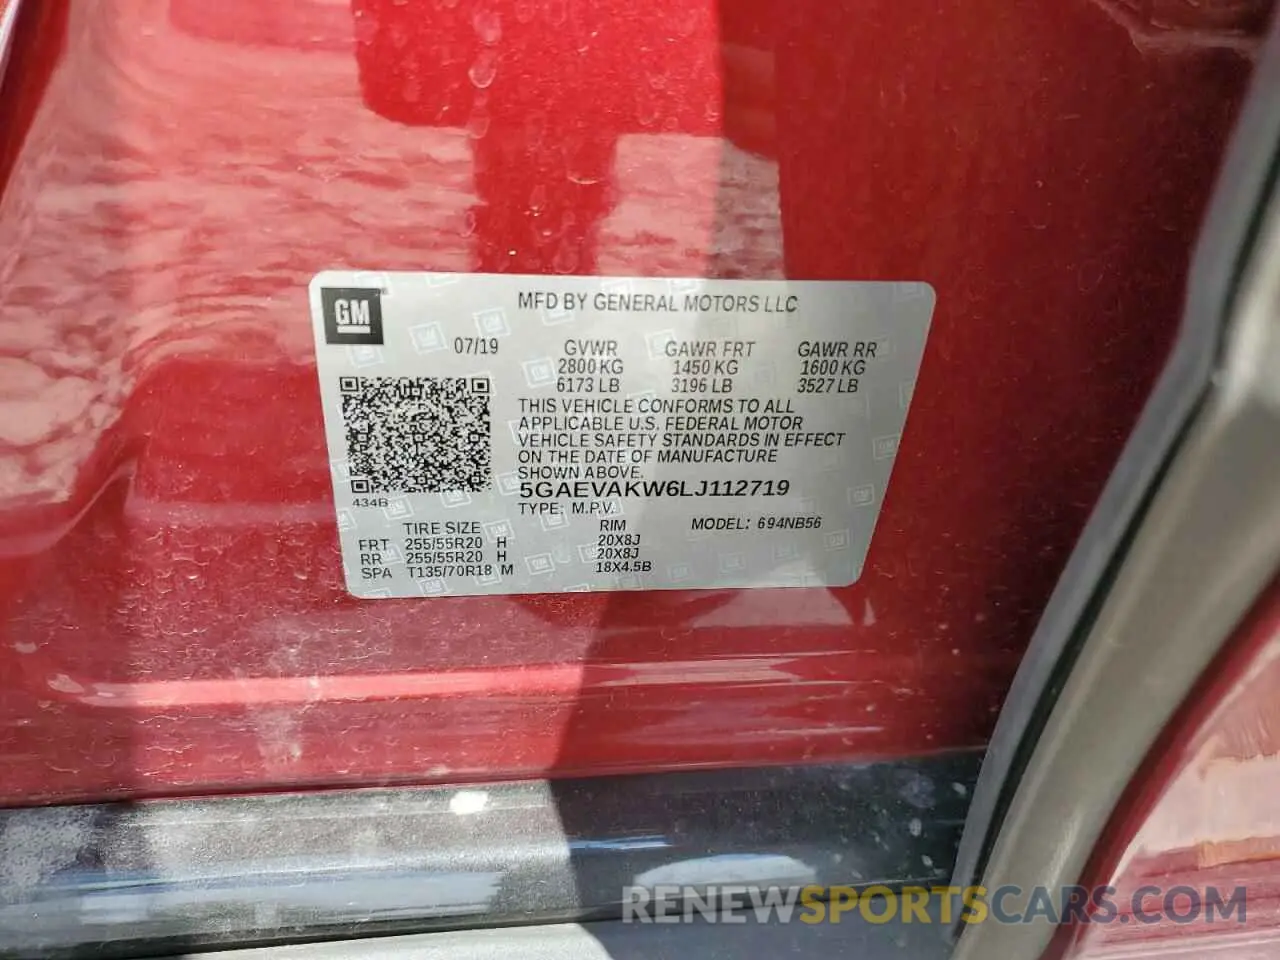 GM
MFD BY GENERAL MOTORS LLC
07/19
GVWR GAWR FRT GAWR RR
2800 KG 1450 KG 1600 KG
6173 LB 3196 LB 3527 LB
THIS VEHICLE CONFORMS TO ALL
APPLICABLE U.S. FEDERAL MOTOR
VEHICLE SAFETY STANDARDS IN EFFECT
ON THE DATE OF MANUFACTURE
SHOWN ABOVE.
434B
5GAEVAKW6LJ112719
TYPE: M.P.V.
TIRE SIZE RIM MODEL: 694NB56
FRT 255/55R20 H 20X8J
RR 255/55R20 H 20X8J
SPA T135/70R18 M 18X4.5B
RENEWSPORTSCARS.COM